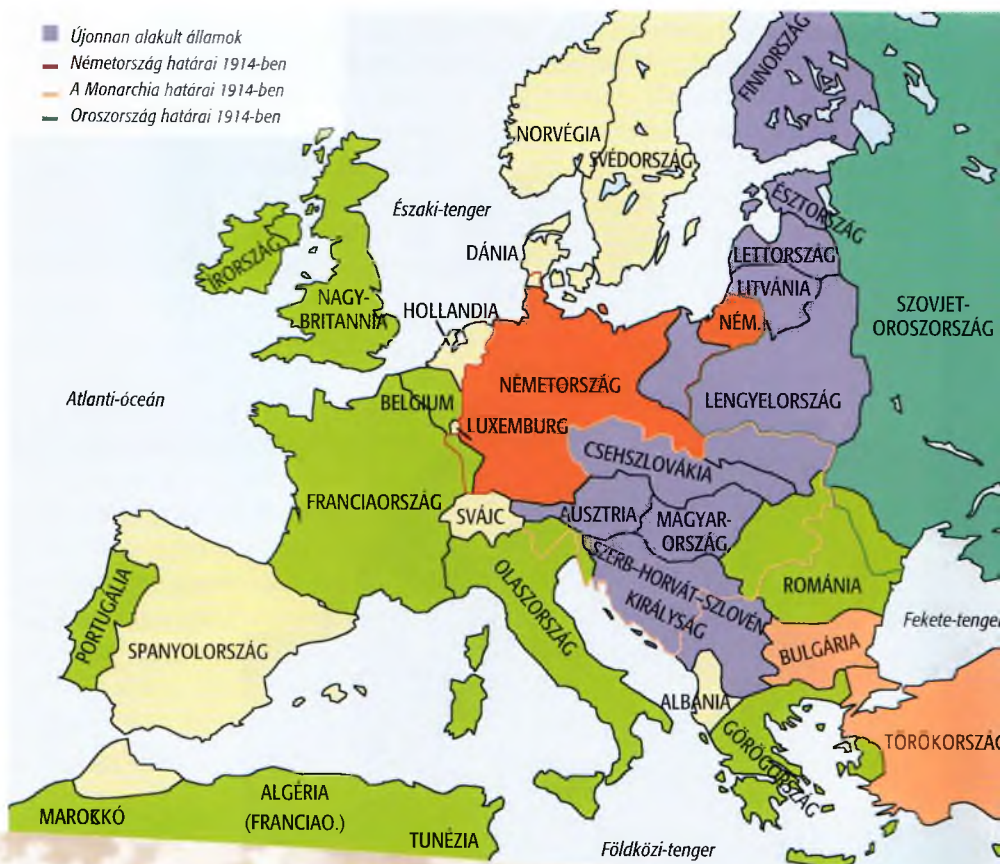 Újonnan alakult államok
Németország határai 1914-ben
A Monarchia határai 1914-ben
Oroszország határai 1914-ben
FINNORSZÁG
NORVÉGIA
SVÉDORSZÁG
Északi-tenger
ÉSZTORSZÁG
DÁNIA
LETTORSZÁG
ÍRORSZÁG
LITVÁNIA
NAGY-
BRITANNIA
HOLLANDIA
NÉM.
SZOVJET-
OROSZORSZÁG
Atlanti-óceán
BELGIUM
NÉMETORSZÁG
LENGYELORSZÁG
LUXEMBURG
CSEHSZLOVÁKIA
FRANCIAORSZÁG
SVÁJC
AUSZTRIA
MAGYAR-
ORSZÁG
OLASZORSZÁG
SZERB–HORVÁT–SZLOVÉN
KIRÁLYSÁG
ROMÁNIA
PORTUGÁLIA
SPANYOLORSZÁG
Fekete-tenger
BULGÁRIA
ALBÁNIA
GÖRÖGORSZÁG
TÖRÖKORSZÁG
MAROKKÓ
ALGÉRIA
(FRANCIAO.)
TUNÉZIA
Földközi-tenger